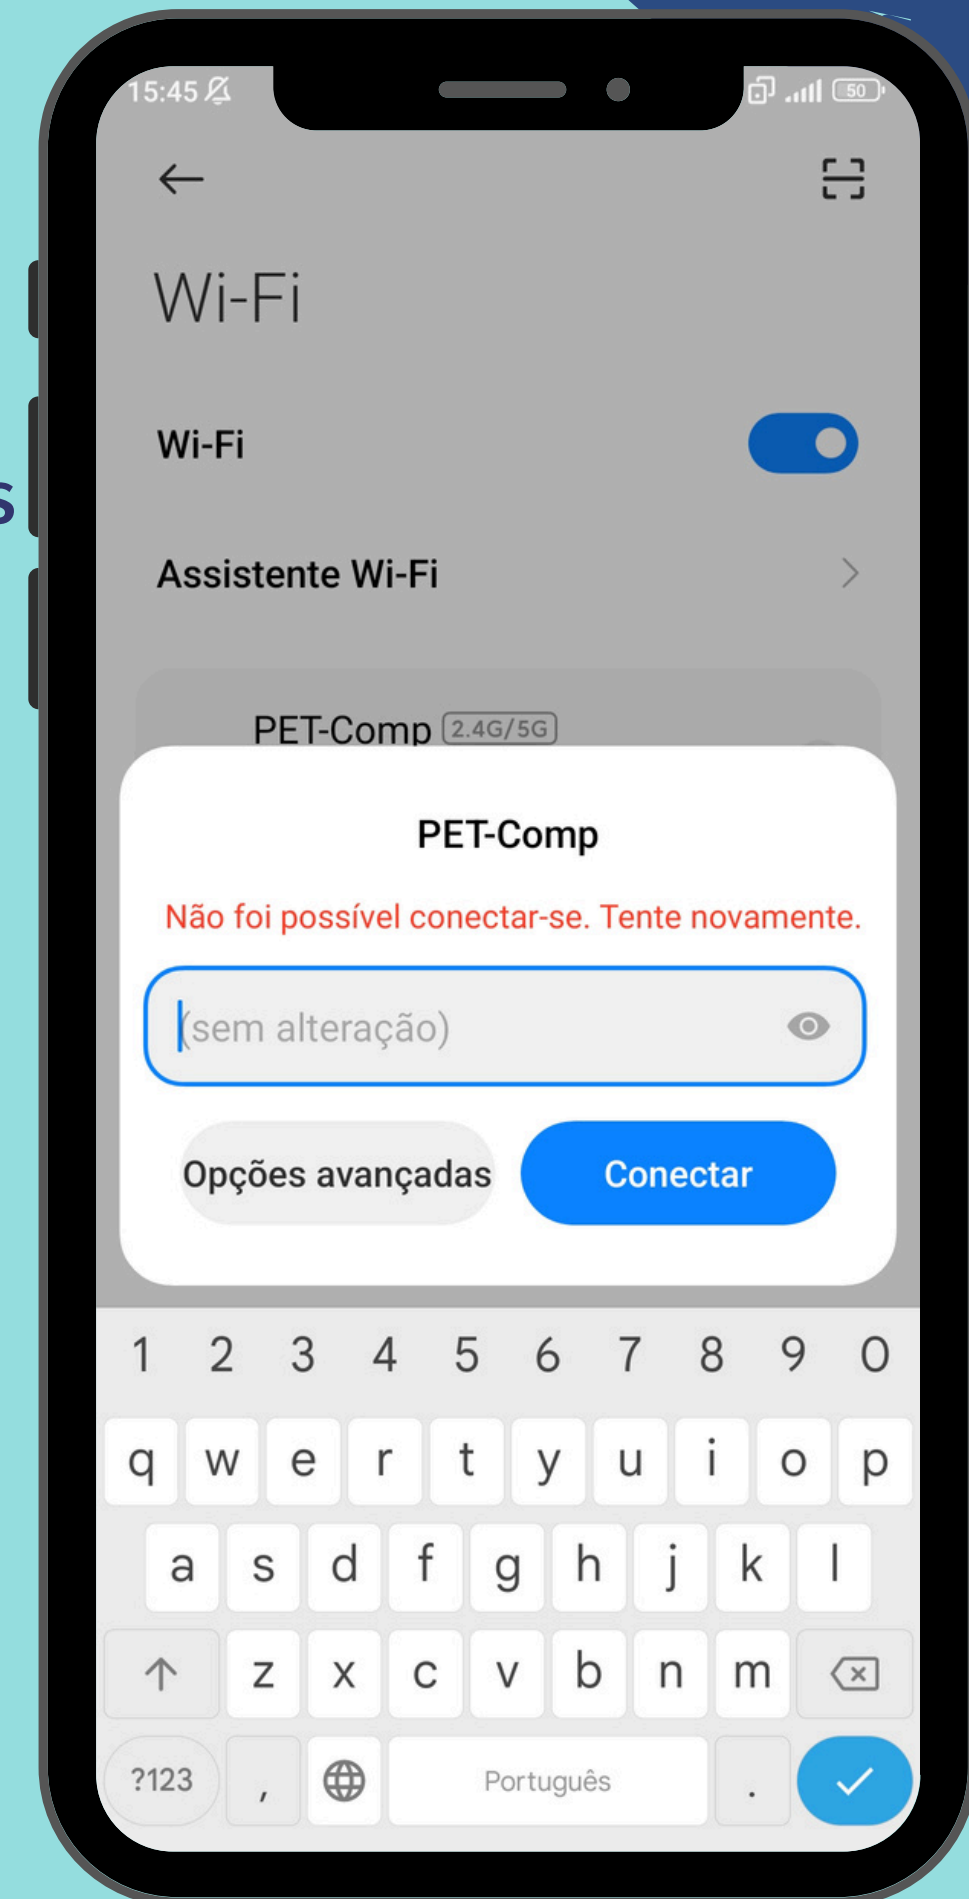 15:45
50
Wi-Fi
Wi-Fi
s
Assistente Wi-Fi
PET-Comp 2.4G/5G
PET-Comp
Não foi possível conectar-se. Tente novamente.
(sem alteração)
Opções avançadas Conectar
1 2 3 4 5 6 7 8 9 0
q w e r t y u i o p
a s d f g h j k l
z x c v b n m
?123 , Português .